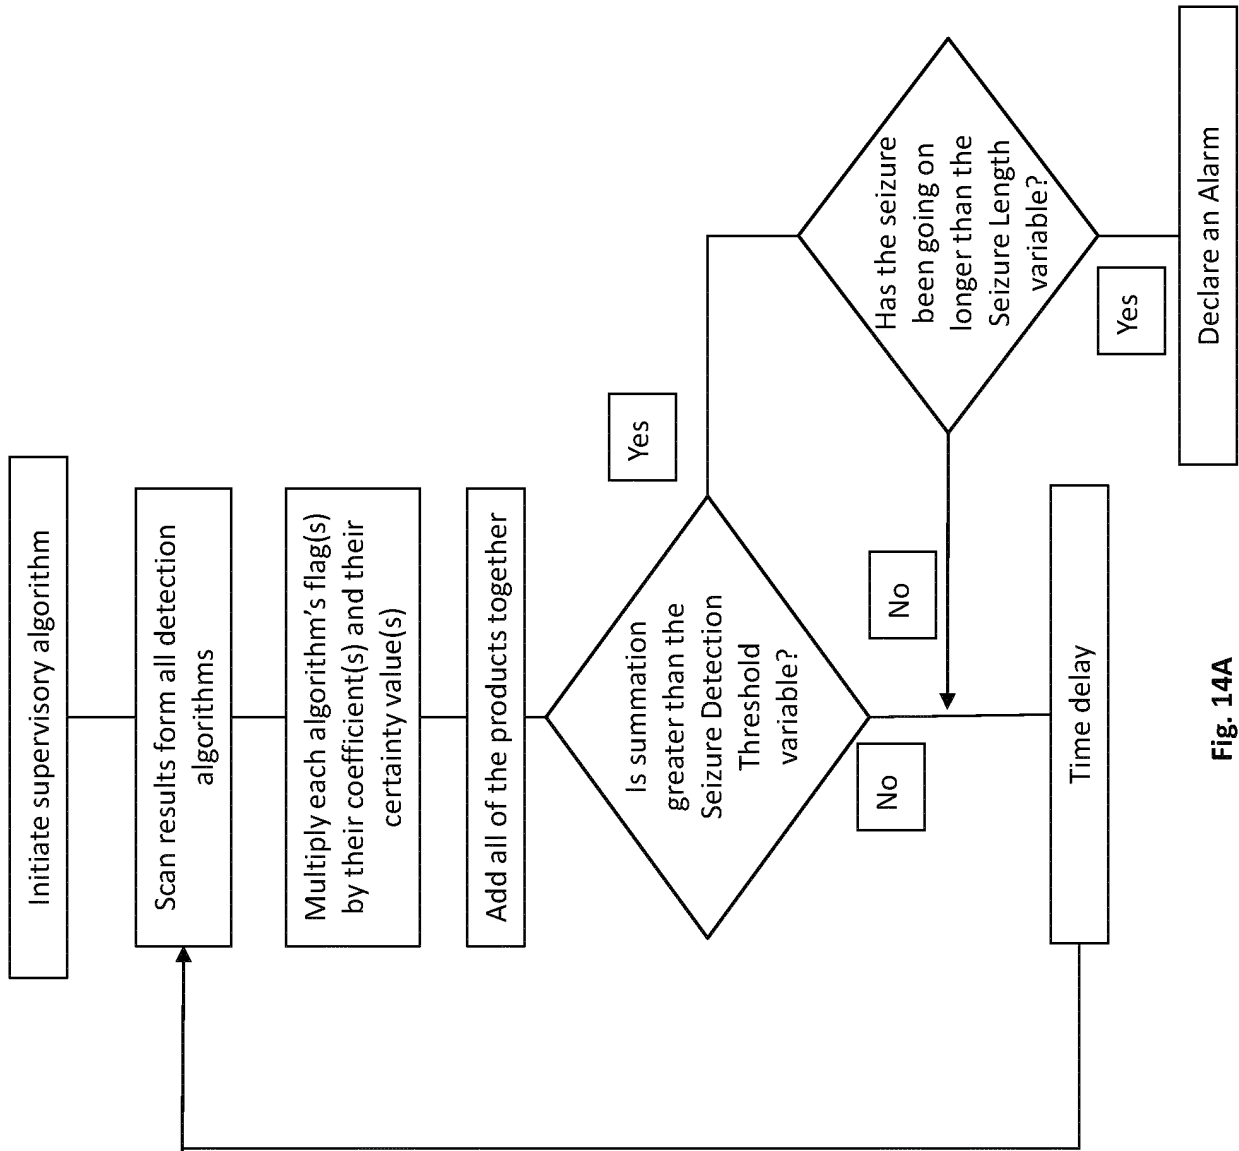 Initiate supervisory algorithm
Scan results form all detection
algorithms
Multiply each algorithm’s flag(s)
by their coefficient(s) and their
certainty value(s)
Add all of the products together
Is summation
greater than the
Seizure Detection
Threshold
variable?
Yes
No
Has the seizure
been going on
longer than the
Seizure Length
variable?
No
Yes
Time delay
Declare an Alarm
Fig. 14A